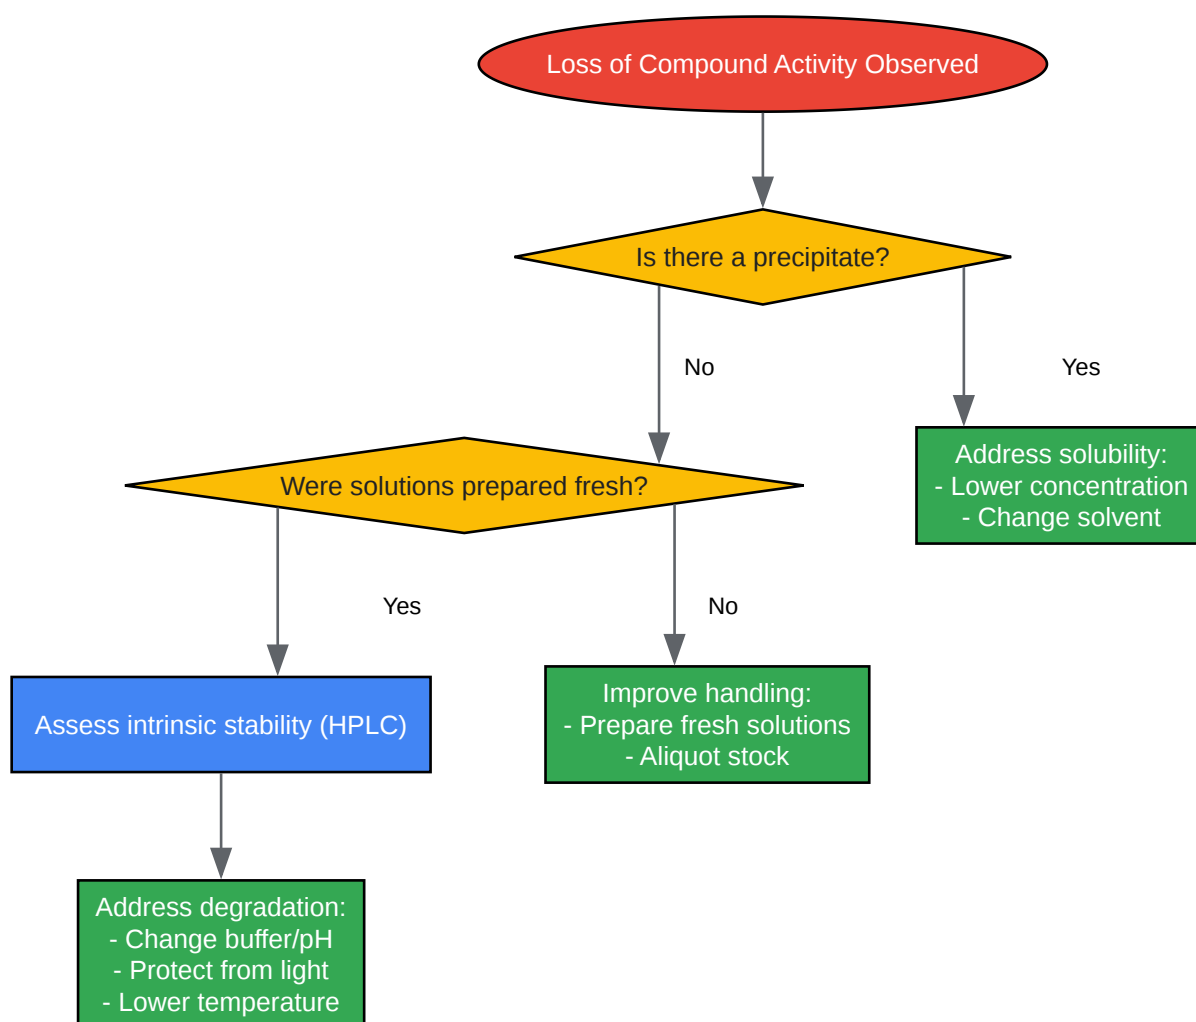 Loss of Compound Activity Observed
Is there a precipitate?
No
Yes
Address solubility:
- Lower concentration
- Change solvent
Were solutions prepared fresh?
Yes
No
Assess intrinsic stability (HPLC)
Improve handling:
- Prepare fresh solutions
- Aliquot stock
Address degradation:
- Change buffer/pH
- Protect from light
- Lower temperature